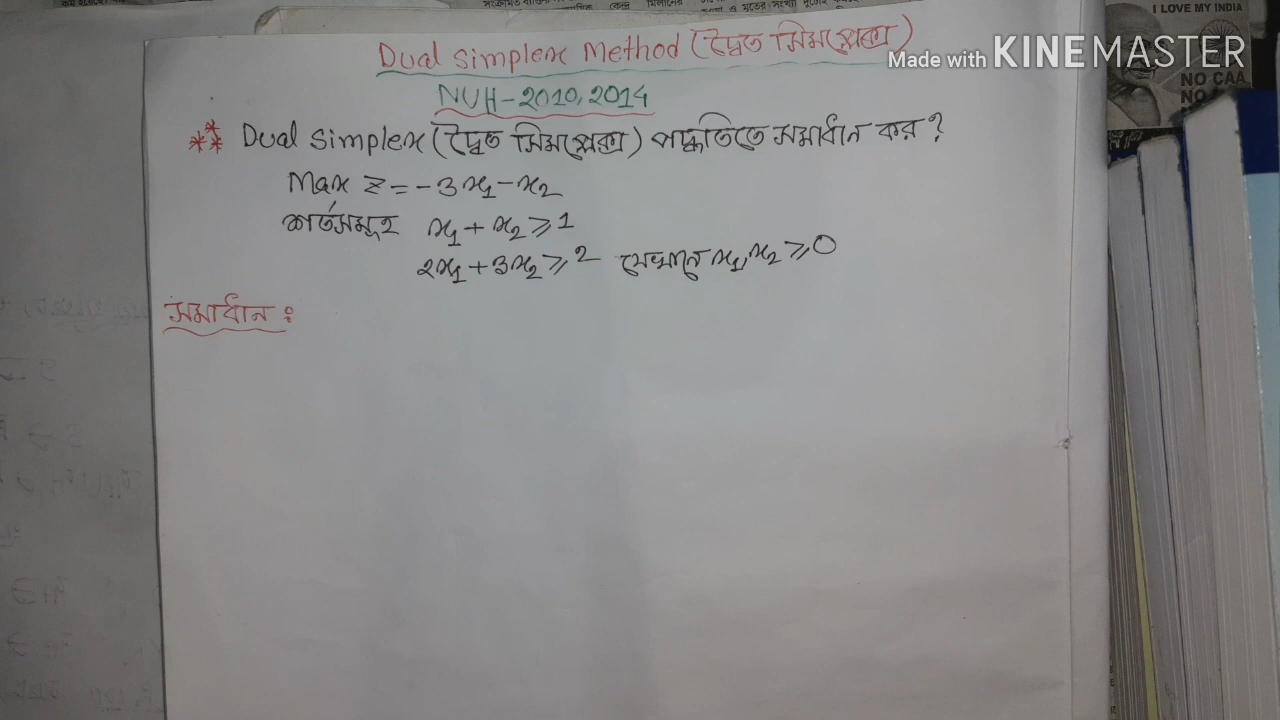 I LOVE MY INDIA
Dual Simplex Method (দ্বৈত সিমপ্লেক্স)
Made with KINEMASTER
NO CAA
NO
NUH-2010, 2014
*** Dual Simplex (দ্বৈত সিমপ্লেক্স) পদ্ধতিতে সমাধান কর ?
Max Z = -3x₁ - x₂
শর্তসমূহ x₁ + x₂ ≥ 1
2x₁ + 3x₂ ≥ 2 যেখানে x₁, x₂ ≥ 0
সমাধান :